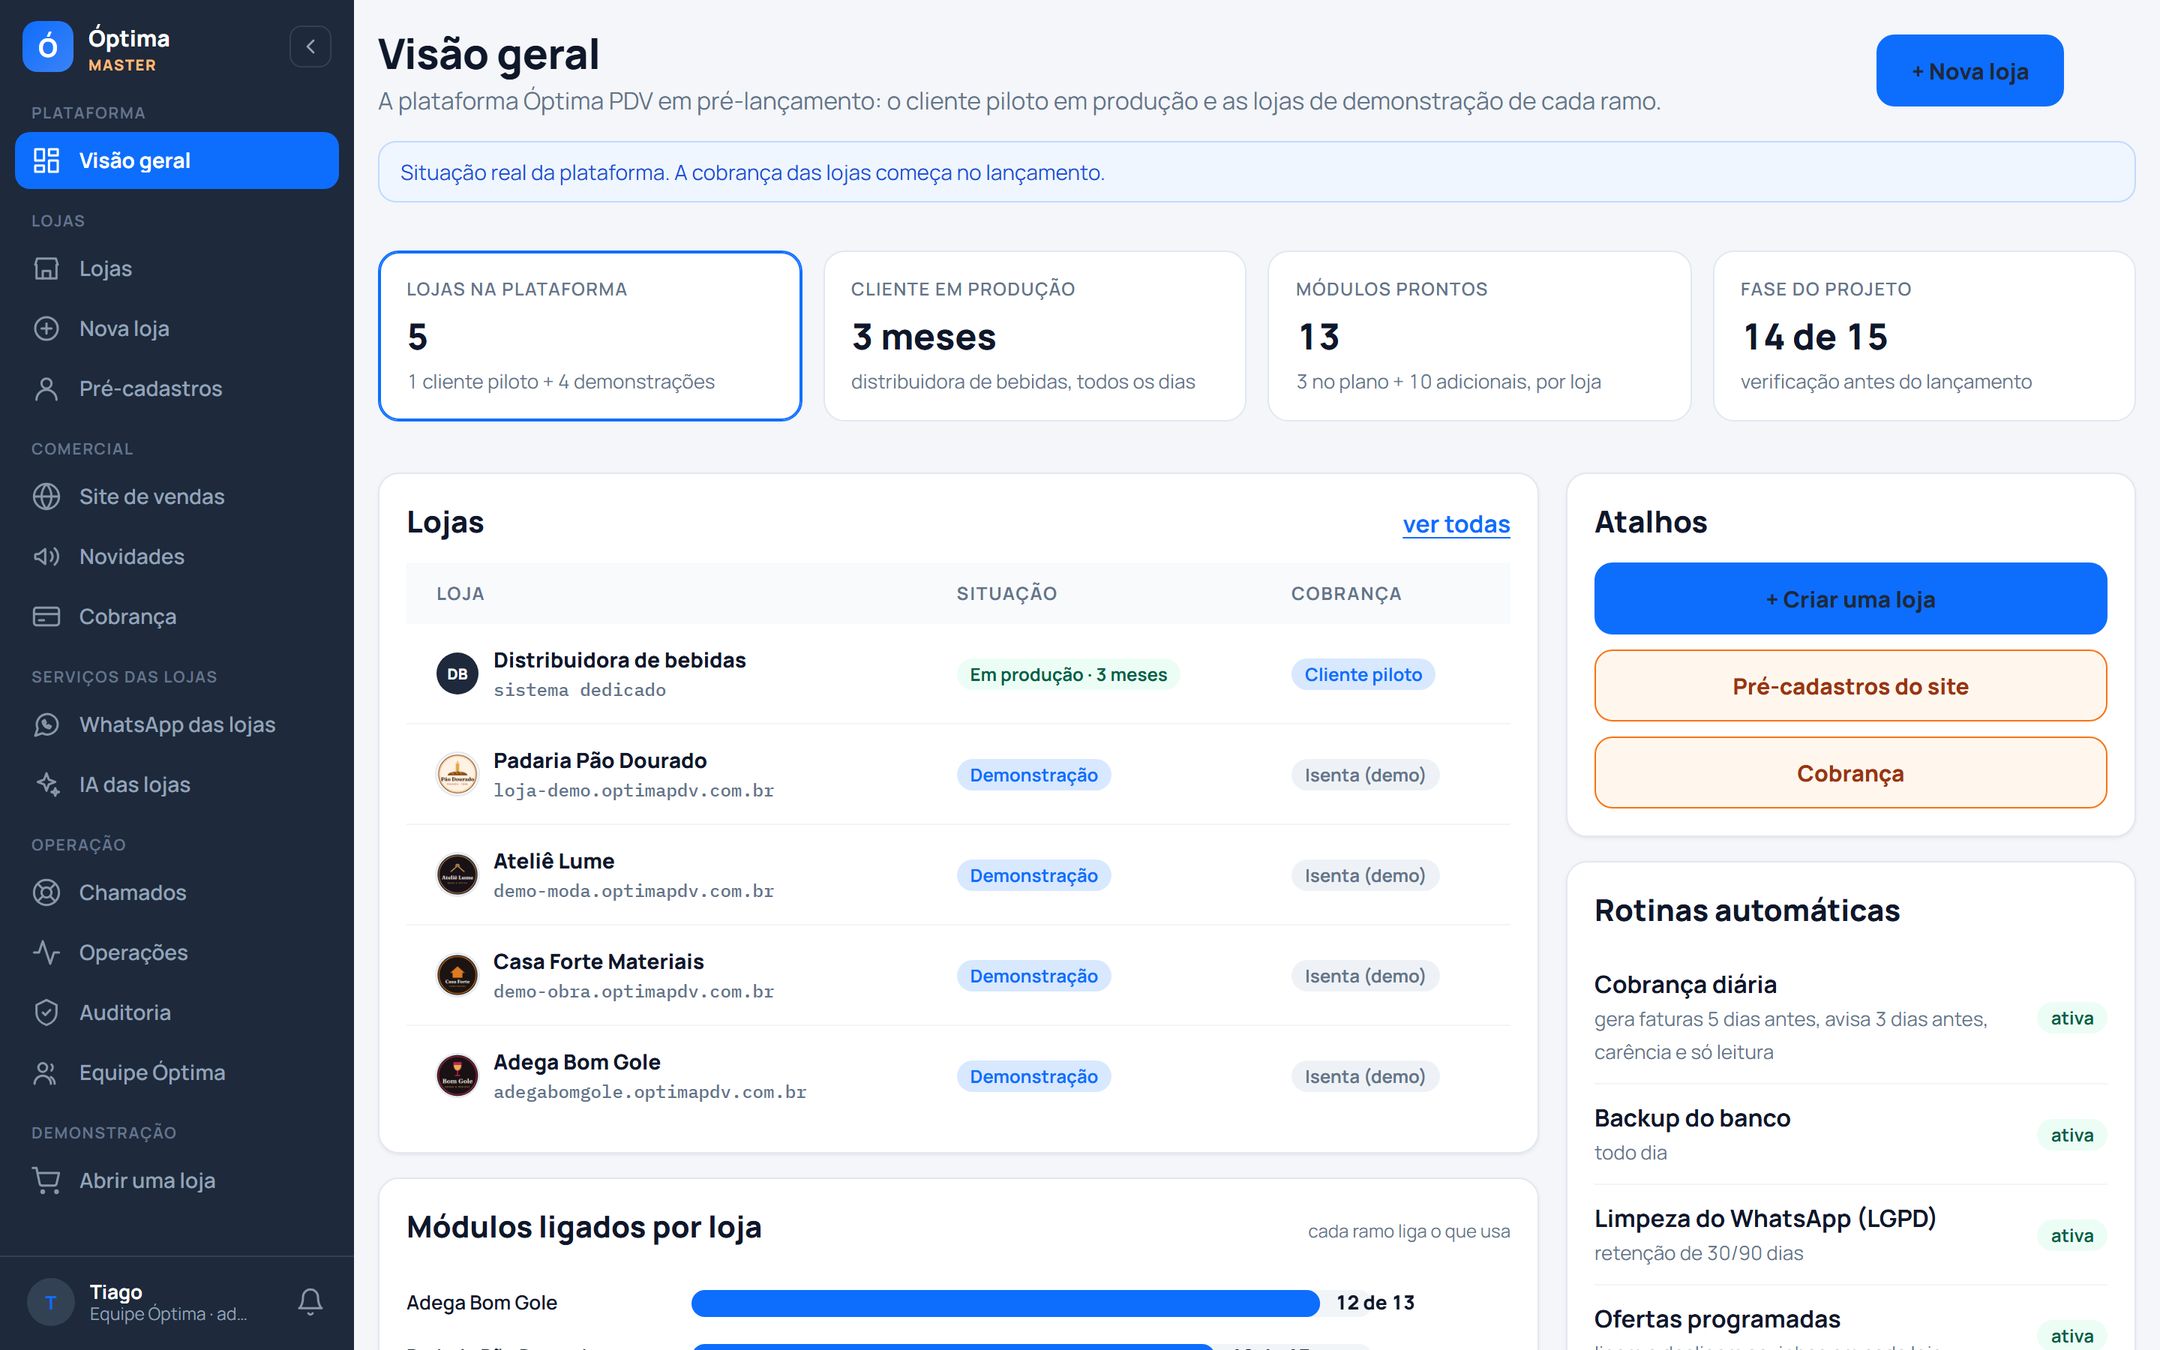 Ó
Óptima
MASTER
PLATAFORMA
Visão geral
LOJAS
Lojas
Nova loja
Pré-cadastros
COMERCIAL
Site de vendas
Novidades
Cobrança
SERVIÇOS DAS LOJAS
WhatsApp das lojas
IA das lojas
OPERAÇÃO
Chamados
Operações
Auditoria
Equipe Óptima
DEMONSTRAÇÃO
Abrir uma loja
T
Tiago
Equipe Óptima · ad...
Visão geral
A plataforma Óptima PDV em pré-lançamento: o cliente piloto em produção e as lojas de demonstração de cada ramo.
+ Nova loja
Situação real da plataforma. A cobrança das lojas começa no lançamento.
LOJAS NA PLATAFORMA
5
1 cliente piloto + 4 demonstrações
CLIENTE EM PRODUÇÃO
3 meses
distribuidora de bebidas, todos os dias
MÓDULOS PRONTOS
13
3 no plano + 10 adicionais, por loja
FASE DO PROJETO
14 de 15
verificação antes do lançamento
Lojas
ver todas
LOJA SITUAÇÃO COBRANÇA
DB
Distribuidora de bebidas
sistema dedicado
Em produção · 3 meses
Cliente piloto
Pão Dourado
Padaria Pão Dourado
loja-demo.optimapdv.com.br
Demonstração
Isenta (demo)
Ateliê Lume
Ateliê Lume
demo-moda.optimapdv.com.br
Demonstração
Isenta (demo)
Casa Forte
Casa Forte Materiais
demo-obra.optimapdv.com.br
Demonstração
Isenta (demo)
Bom Gole
Adega Bom Gole
adegabomgole.optimapdv.com.br
Demonstração
Isenta (demo)
Módulos ligados por loja
cada ramo liga o que usa
Adega Bom Gole
12 de 13
Atalhos
+ Criar uma loja
Pré-cadastros do site
Cobrança
Rotinas automáticas
Cobrança diária
gera faturas 5 dias antes, avisa 3 dias antes,
carência e só leitura
ativa
Backup do banco
todo dia
ativa
Limpeza do WhatsApp (LGPD)
retenção de 30/90 dias
ativa
Ofertas programadas
ativa